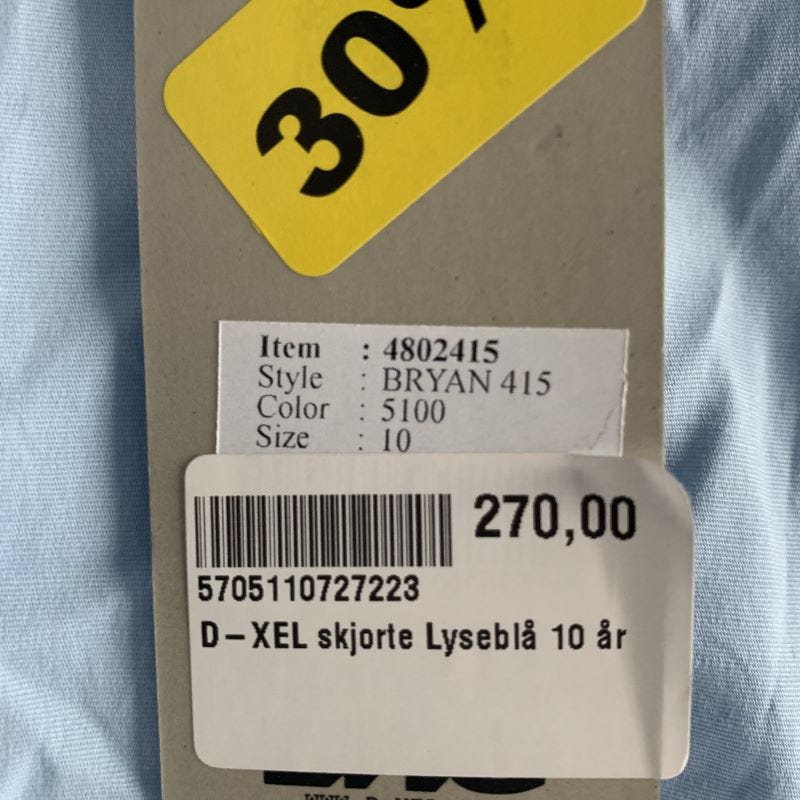 30%
Item : 4802415
Style : BRYAN 415
Color : 5100
Size : 10
270,00
5705110727223
D-XEL skjorte Lyseblå 10 år